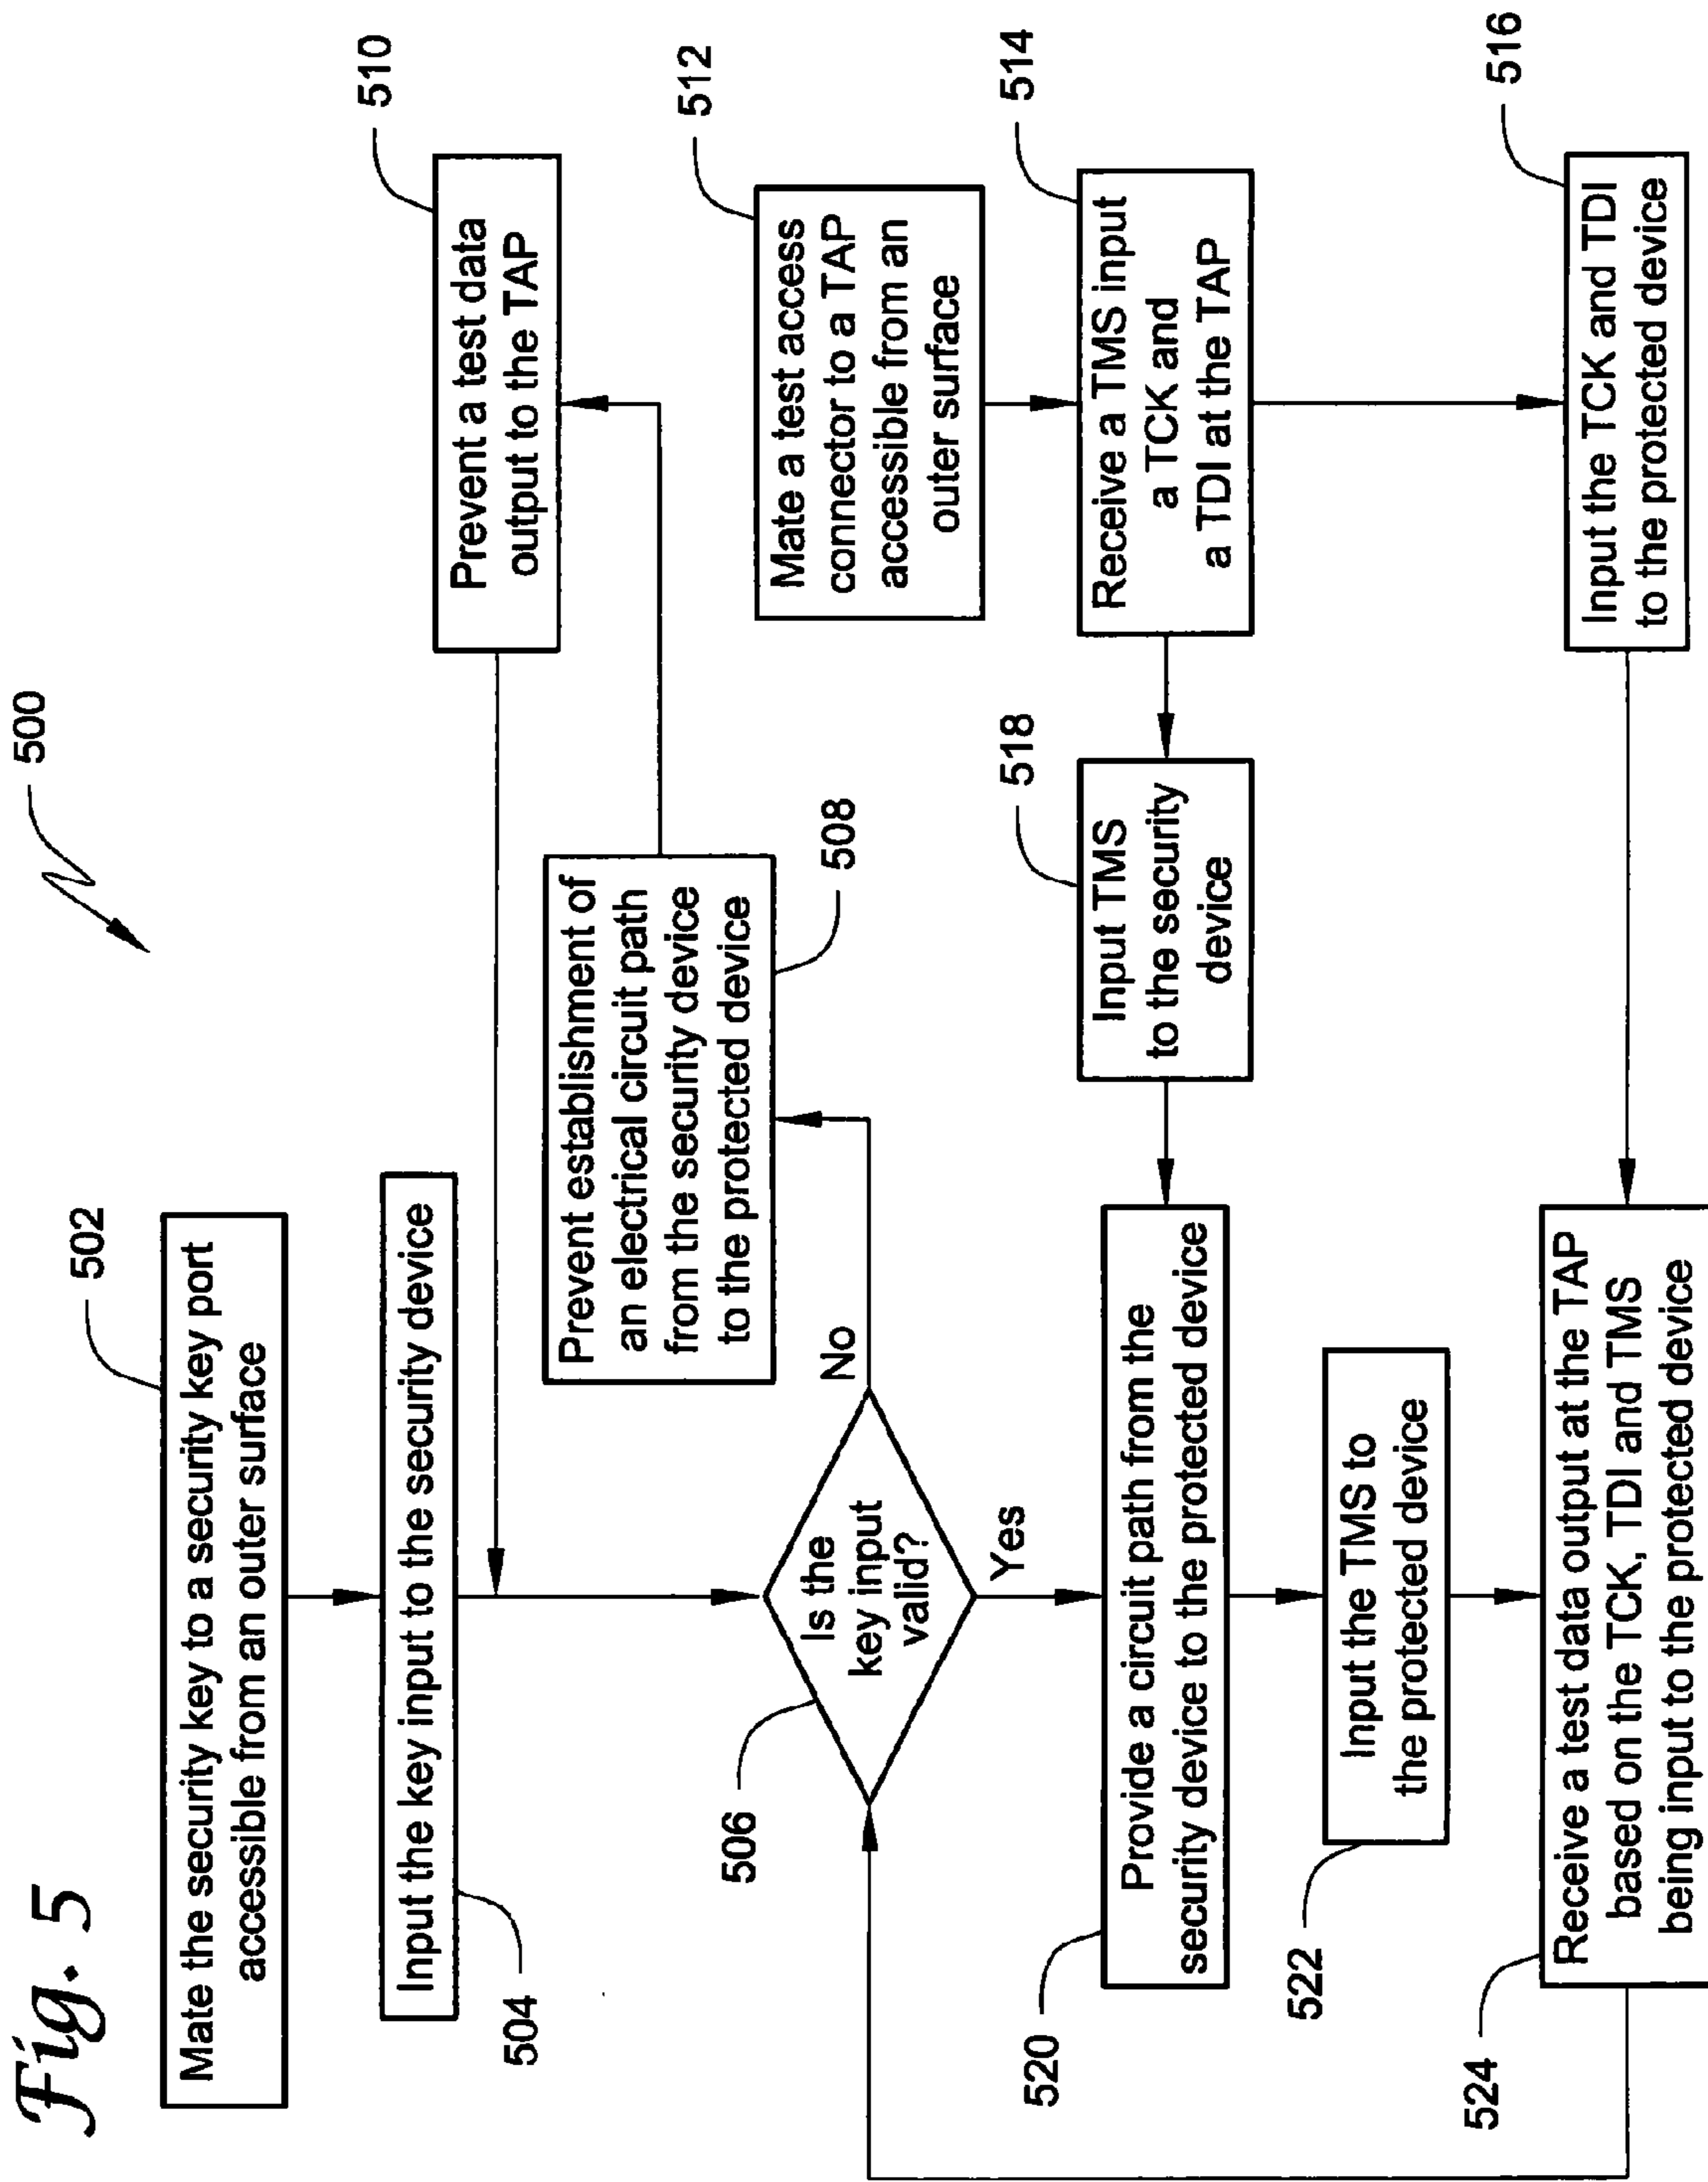 Fig. 5
500
502
Mate the security key to a security key port
accessible from an outer surface
504
Input the key input to the security device
506
Is the
key input
valid?
No
Yes
508
Prevent establishment of
an electrical circuit path
from the security device
to the protected device
510
Prevent a test data
output to the TAP
512
Mate a test access
connector to a TAP
accessible from an
outer surface
514
Receive a TMS input
a TCK and
a TDI at the TAP
516
Input the TCK and TDI
to the protected device
518
Input TMS
to the security
device
520
Provide a circuit path from the
security device to the protected device
522
Input the TMS to
the protected device
524
Receive a test data output at the TAP
based on the TCK, TDI and TMS
being input to the protected device